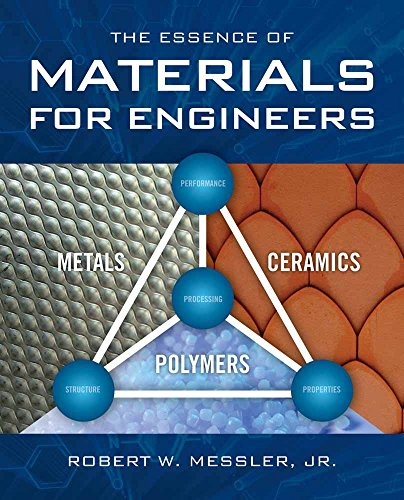 THE ESSENCE OF
MATERIALS
FOR ENGINEERS
PERFORMANCE
METALS
CERAMICS
PROCESSING
POLYMERS
STRUCTURE
PROPERTIES
ROBERT W. MESSLER, JR.